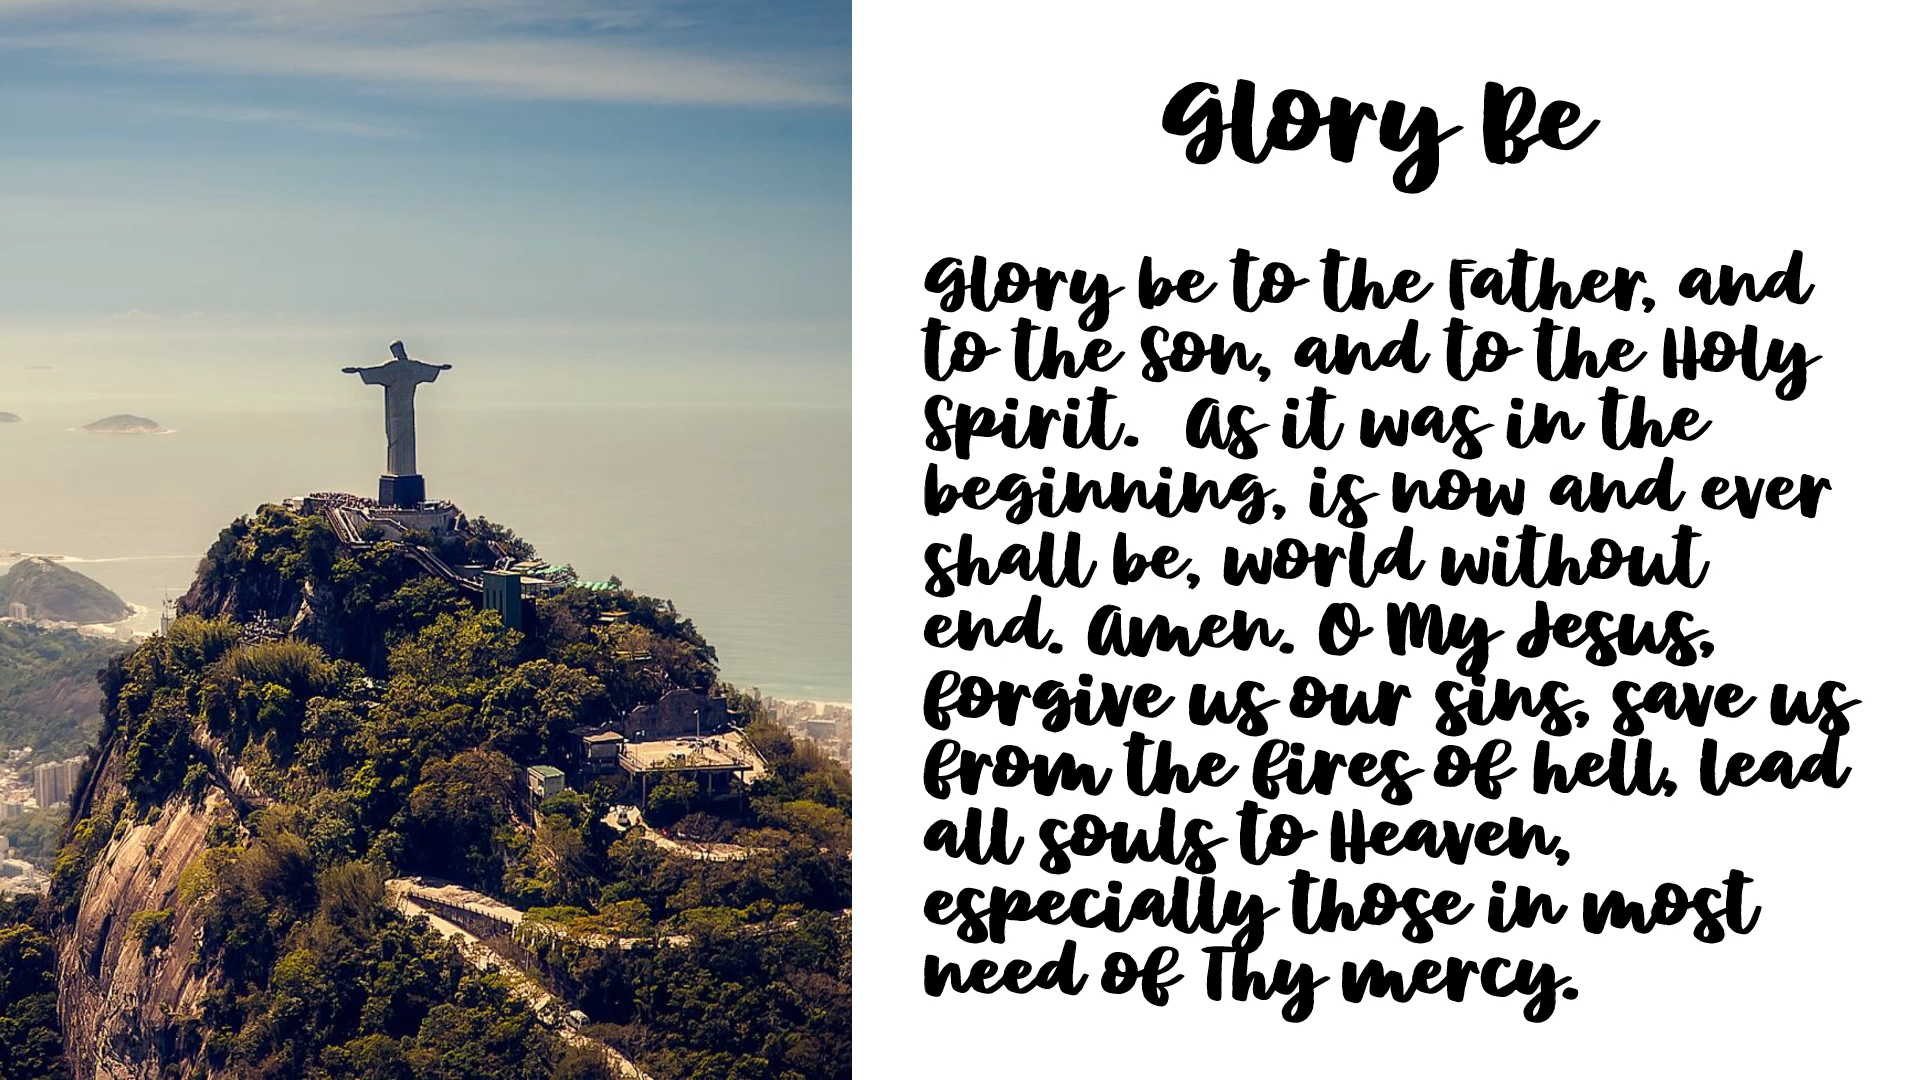 Glory Be
Glory be to the Father, and
to the Son, and to the Holy
Spirit.  As it was in the
beginning, is now and ever
shall be, world without
end. Amen. O My Jesus,
forgive us our sins, save us
from the fires of hell, lead
all souls to Heaven,
especially those in most
need of Thy mercy.